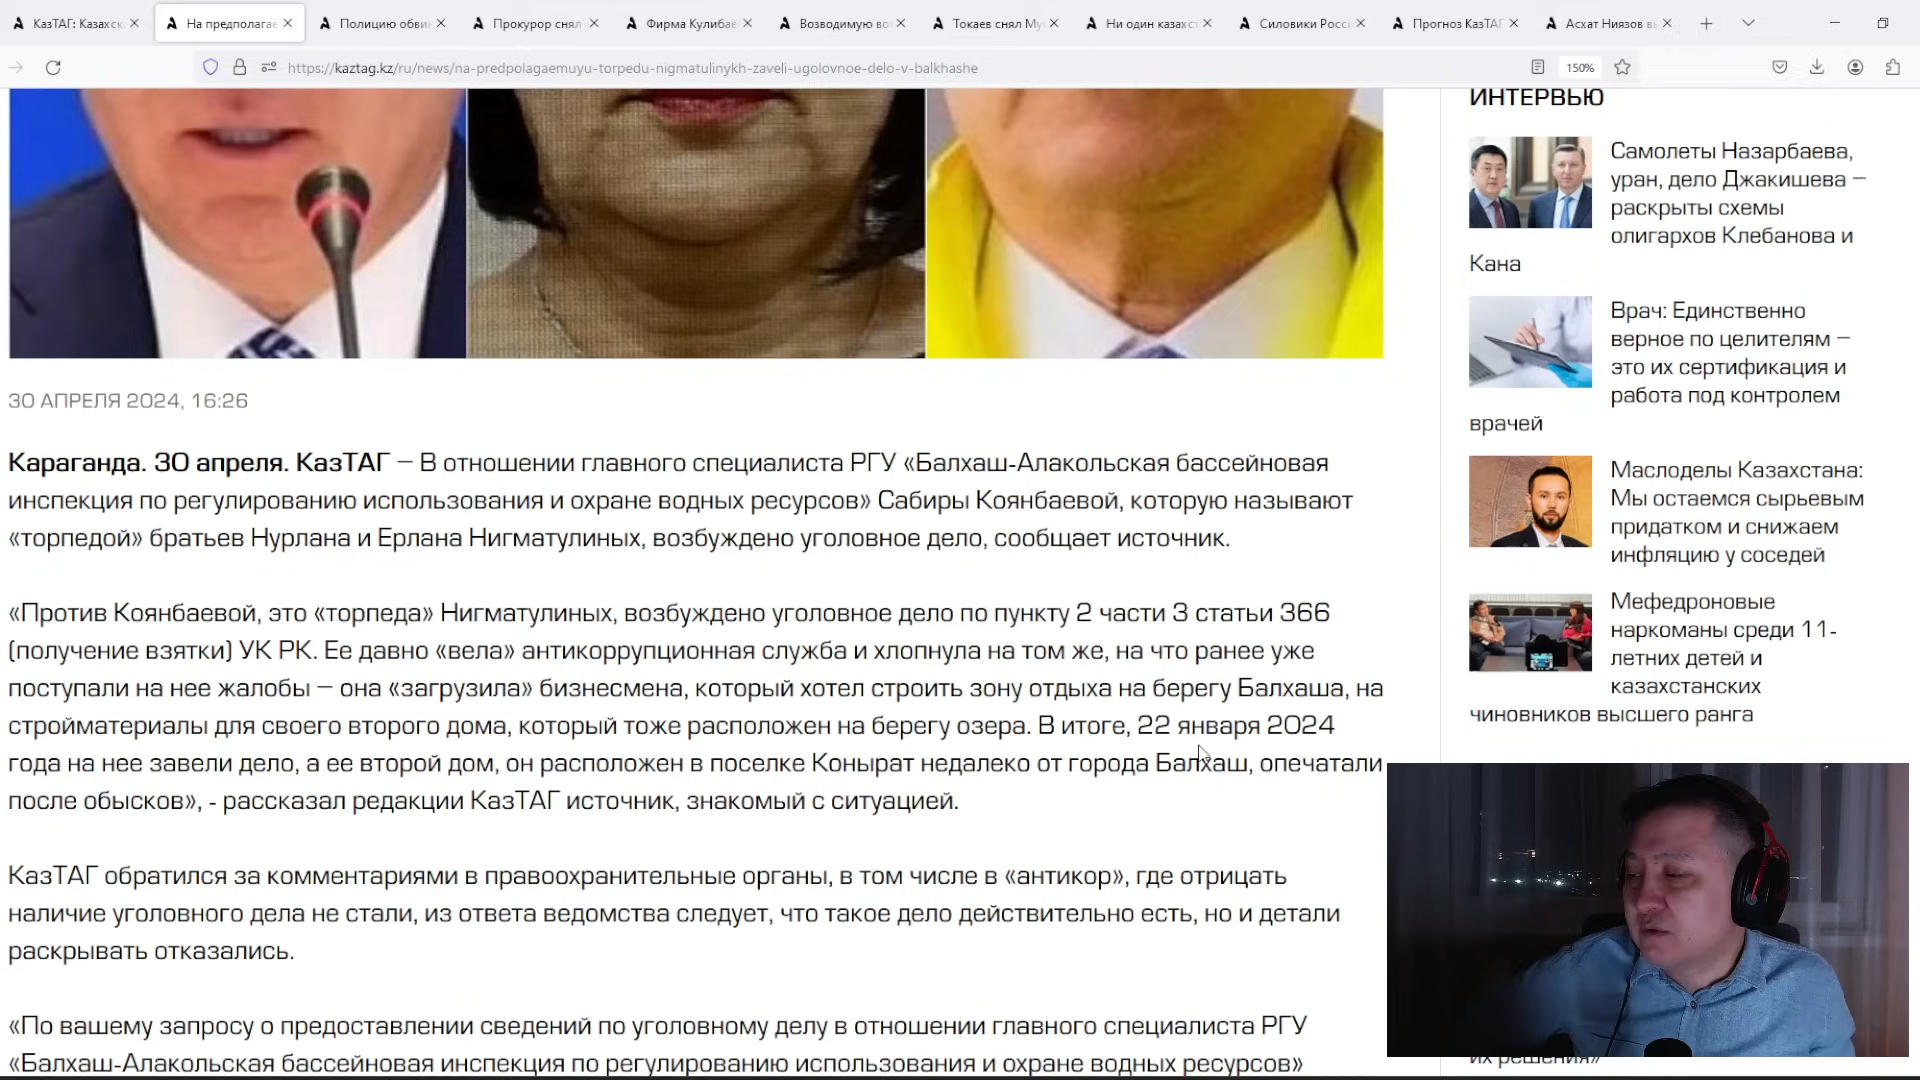 КазТАГ: Казахск
На предполагае
Полицию обви
Прокурор снял
Фирма Кулибае
Возводимую во
Токаев снял Му
Ни один казахст
Силовики Росс
Прогноз КазТАГ
Асхат Ниязов в
https://kaztag.kz/ru/news/na-predpolagaemuyu-torpedu-nigmatulinykh-zaveli-ugolovnoe-delo-v-balkhashe
150%
30 АПРЕЛЯ 2024, 16:26
Караганда. 30 апреля. КазТАГ – В отношении главного специалиста РГУ «Балхаш-Алакольская бассейновая
инспекция по регулированию использования и охране водных ресурсов» Сабиры Коянбаевой, которую называют
«торпедой» братьев Нурлана и Ерлана Нигматулиных, возбуждено уголовное дело, сообщает источник.
«Против Коянбаевой, это «торпеда» Нигматулиных, возбуждено уголовное дело по пункту 2 части 3 статьи 366
(получение взятки) УК РК. Ее давно «вела» антикоррупционная служба и хлопнула на том же, на что ранее уже
поступали на нее жалобы – она «загрузила» бизнесмена, который хотел строить зону отдыха на берегу Балхаша, на
стройматериалы для своего второго дома, который тоже расположен на берегу озера. В итоге, 22 января 2024
года на нее завели дело, а ее второй дом, он расположен в поселке Конырат недалеко от города Балхаш, опечатали
после обысков», - рассказал редакции КазТАГ источник, знакомый с ситуацией.
КазТАГ обратился за комментариями в правоохранительные органы, в том числе в «антикор», где отрицать
наличие уголовного дела не стали, из ответа ведомства следует, что такое дело действительно есть, но и детали
раскрывать отказались.
«По вашему запросу о предоставлении сведений по уголовному делу в отношении главного специалиста РГУ
«Балхаш-Алакольская бассейновая инспекция по регулированию использования и охране водных ресурсов»
ИНТЕРВЬЮ
Самолеты Назарбаева,
уран, дело Джакишева –
раскрыты схемы
олигархов Клебанова и
Кана
Врач: Единственно
верное по целителям –
это их сертификация и
работа под контролем
врачей
Маслоделы Казахстана:
Мы остаемся сырьевым
придатком и снижаем
инфляцию у соседей
Мефедроновые
наркоманы среди 11-
летних детей и
казахстанских
чиновников высшего ранга
их решения»